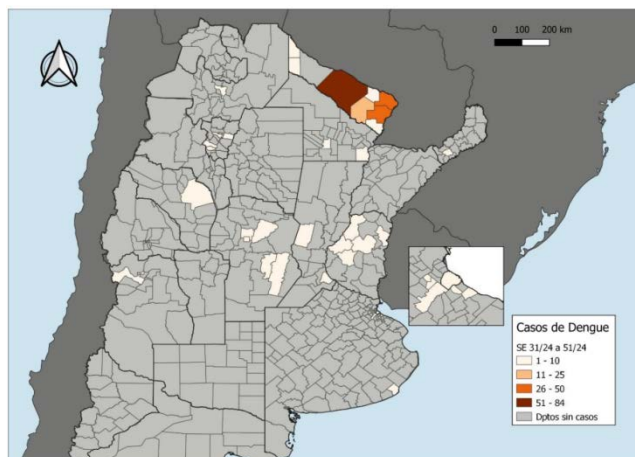 0 100 200 km
Casos de Dengue
SE 31/24 a 51/24
1 - 10
11 - 25
26 - 50
51 - 84
Dptos sin casos